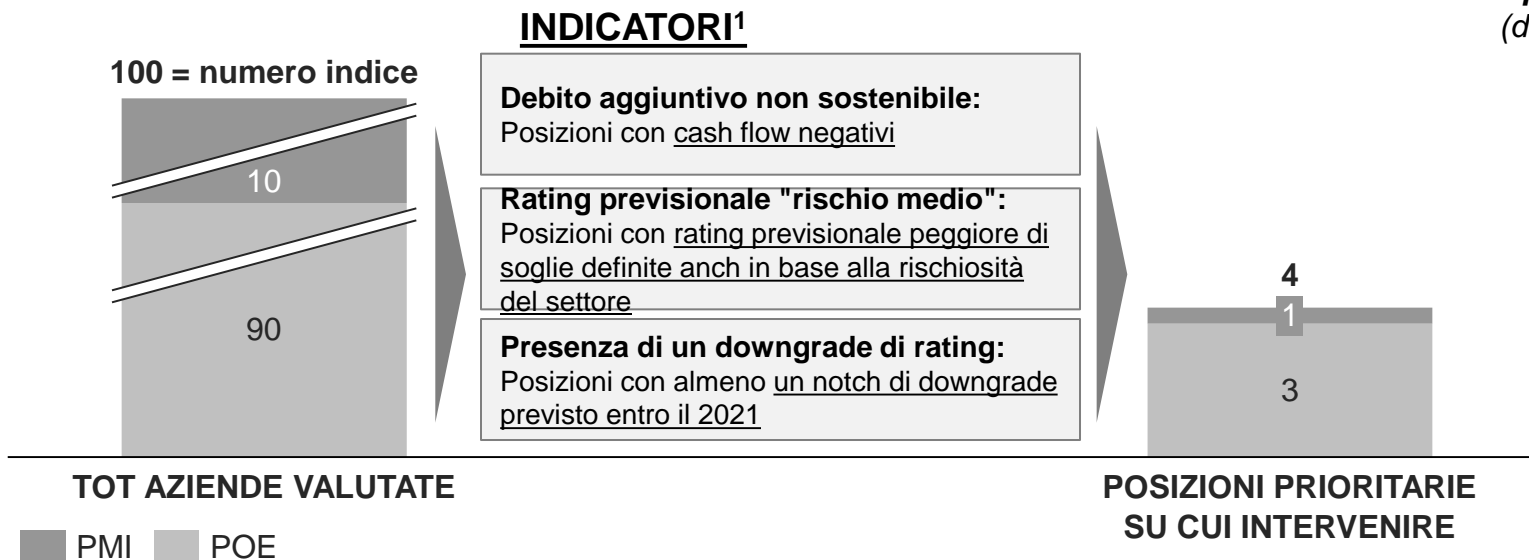 INDICATORI¹
(d
100 = numero indice
10
90
TOT AZIENDE VALUTATE
Debito aggiuntivo non sostenibile:
Posizioni con cash flow negativi
Rating previsionale "rischio medio":
Posizioni con rating previsionale peggiore di
soglie definite anch in base alla rischiosità
del settore
Presenza di un downgrade di rating:
Posizioni con almeno un notch di downgrade
previsto entro il 2021
4
1
3
POSIZIONI PRIORITARIE
SU CUI INTERVENIRE
PMI POE